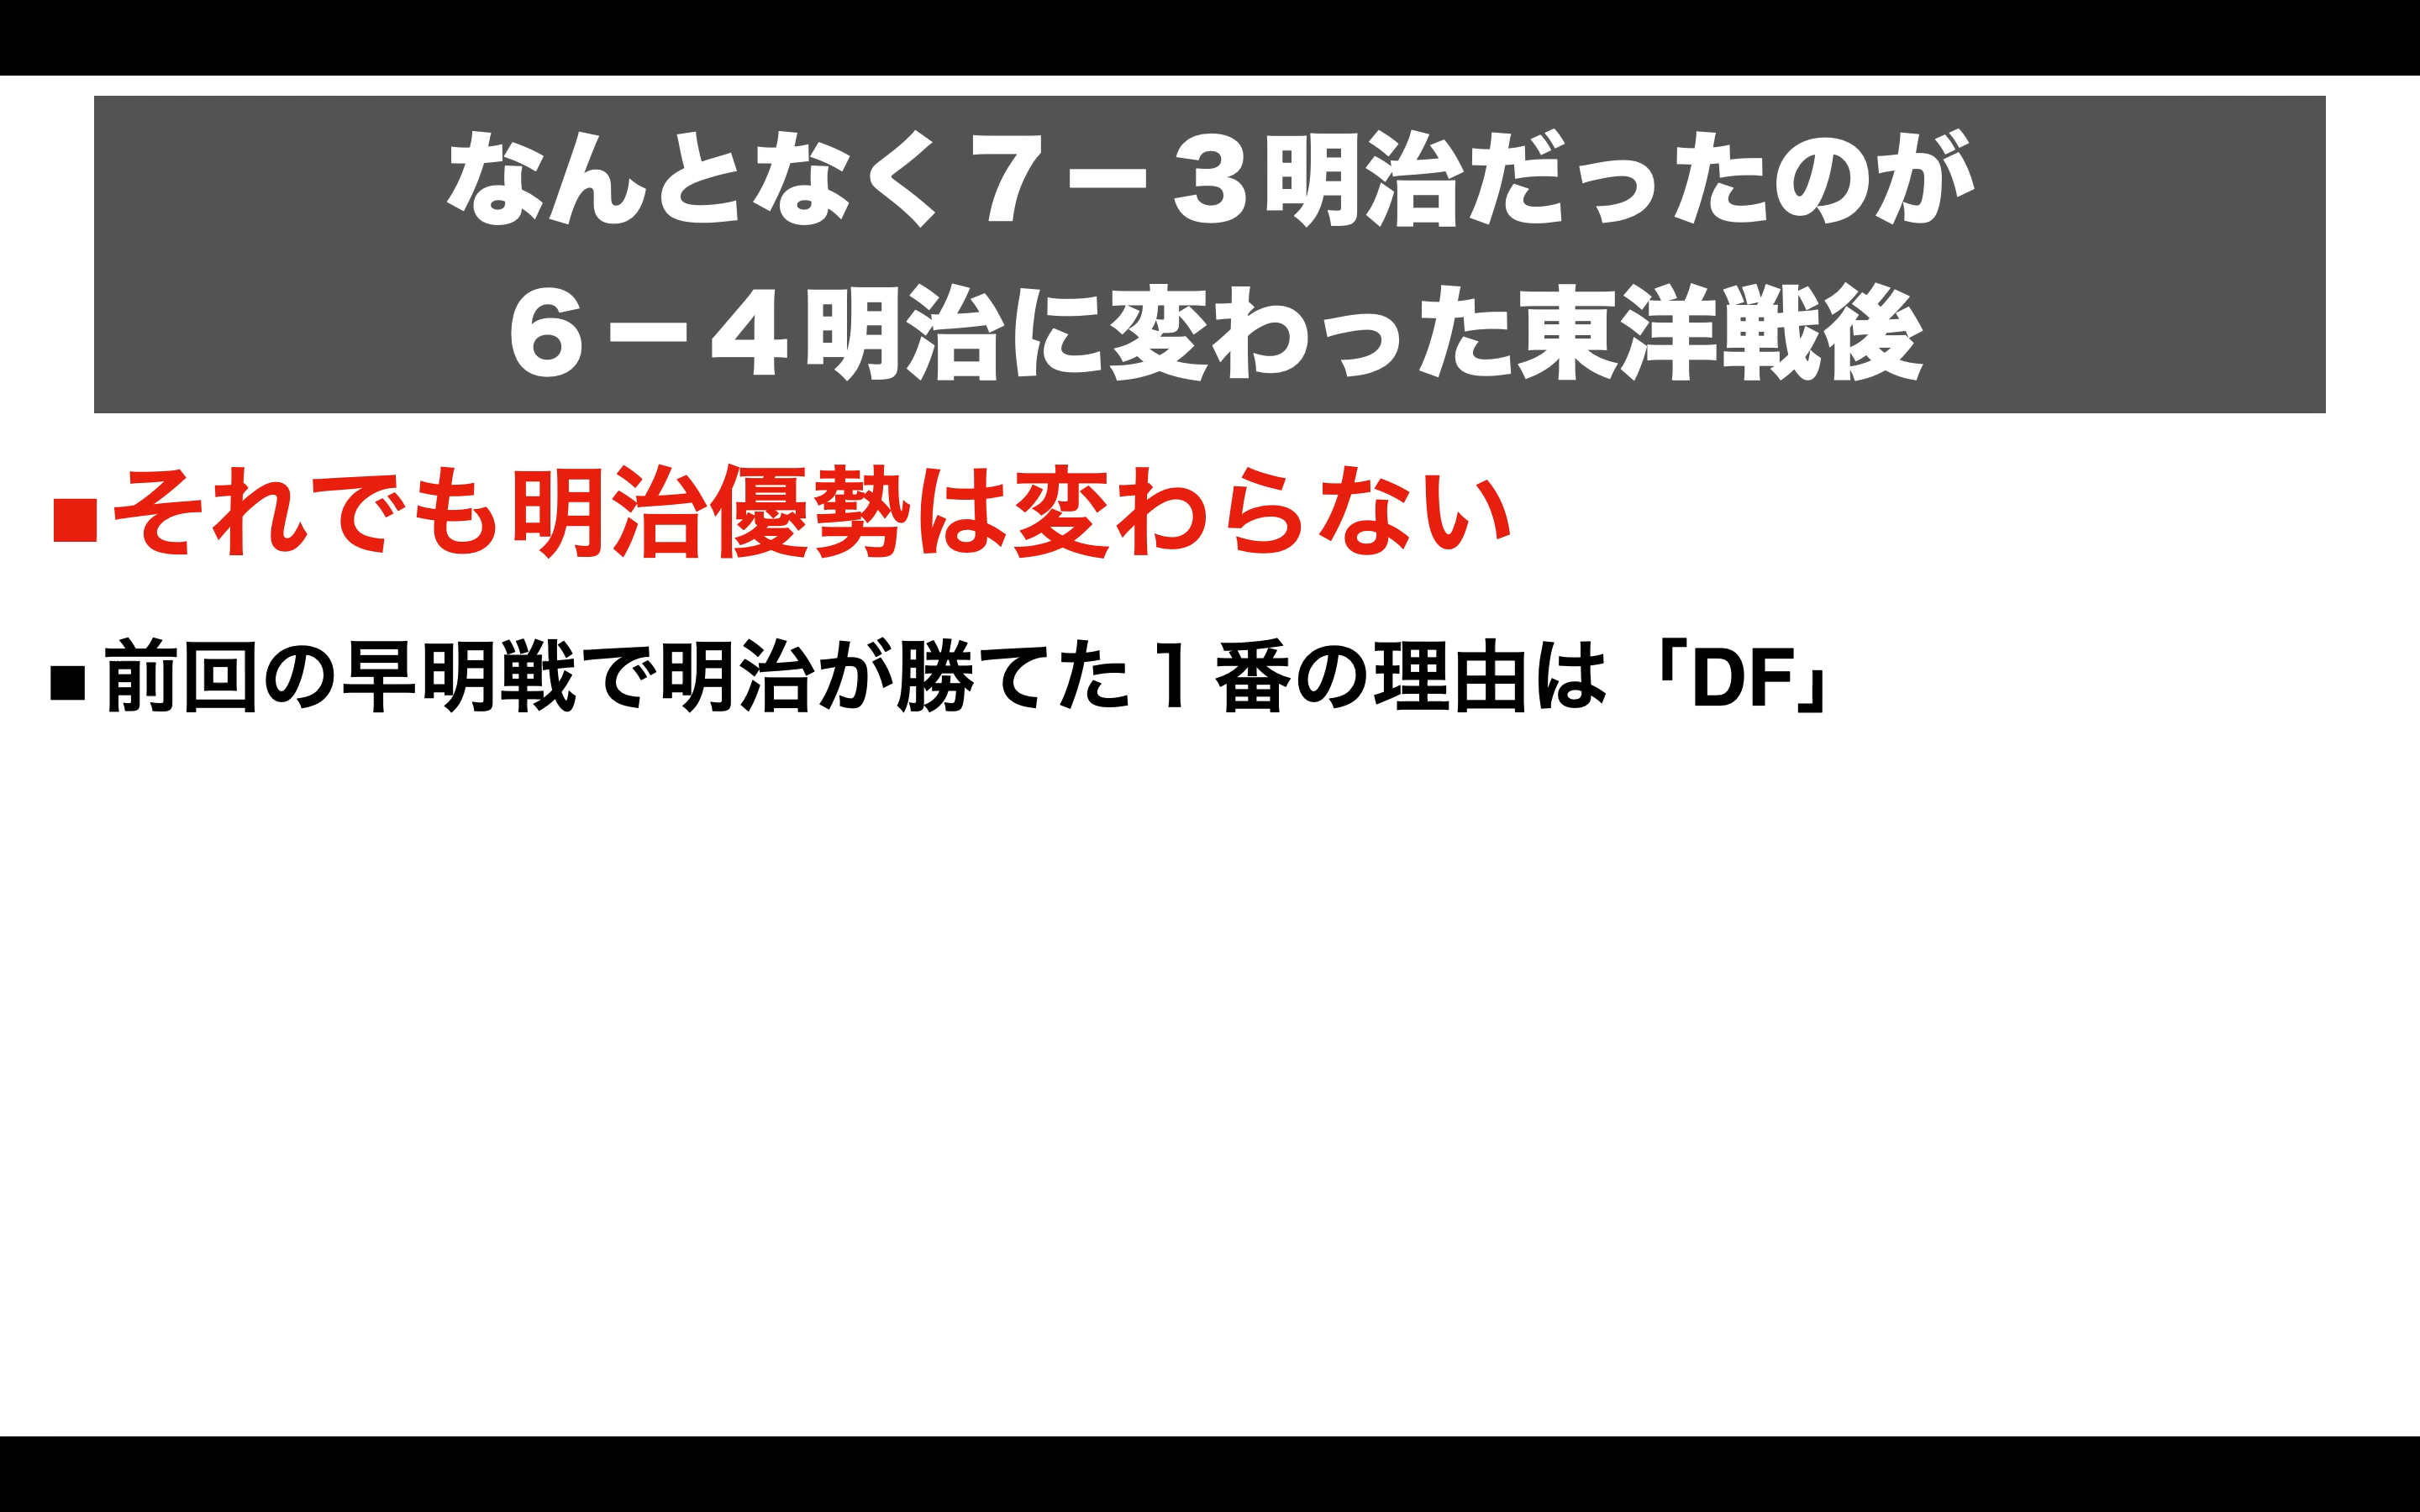 なんとなく７ー３明治だったのが
６ー4明治に変わった東洋戦後
■それでも明治優勢は変わらない
■前回の早明戦で明治が勝てた１番の理由は「DF」